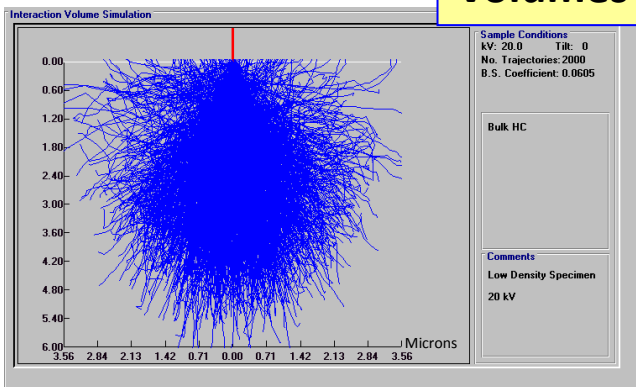 Volumes
Interaction Volume Simulation
0.00
0.60
1.20
1.80
2.40
3.00
3.60
4.20
4.80
5.40
6.00
Microns
3.56 2.84 2.13 1.42 0.71 0.00 0.71 1.42 2.13 2.84 3.56
Sample Conditions
kV: 20.0 Tilt: 0
No. Trajectories: 2000
B.S. Coefficient: 0.0605
Bulk HC
Comments
Low Density Specimen
20 kV